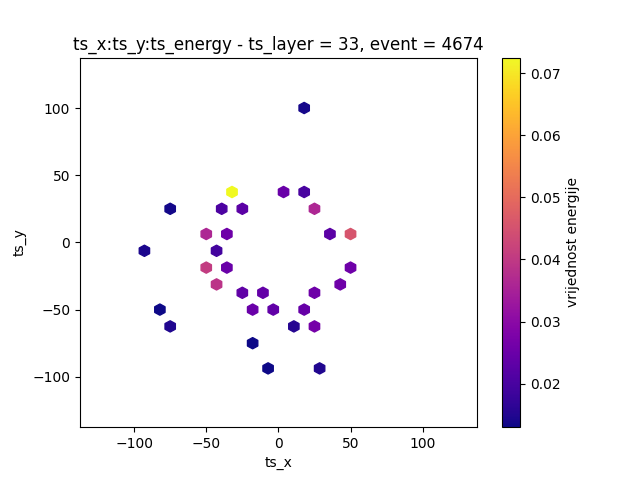 ts_x:ts_y:ts_energy - ts_layer = 33, event = 4674
100
50
0
−50
−100
ts_y
−100 −50 0 50 100
ts_x
0.07
0.06
0.05
0.04
0.03
0.02
vrijednost energije